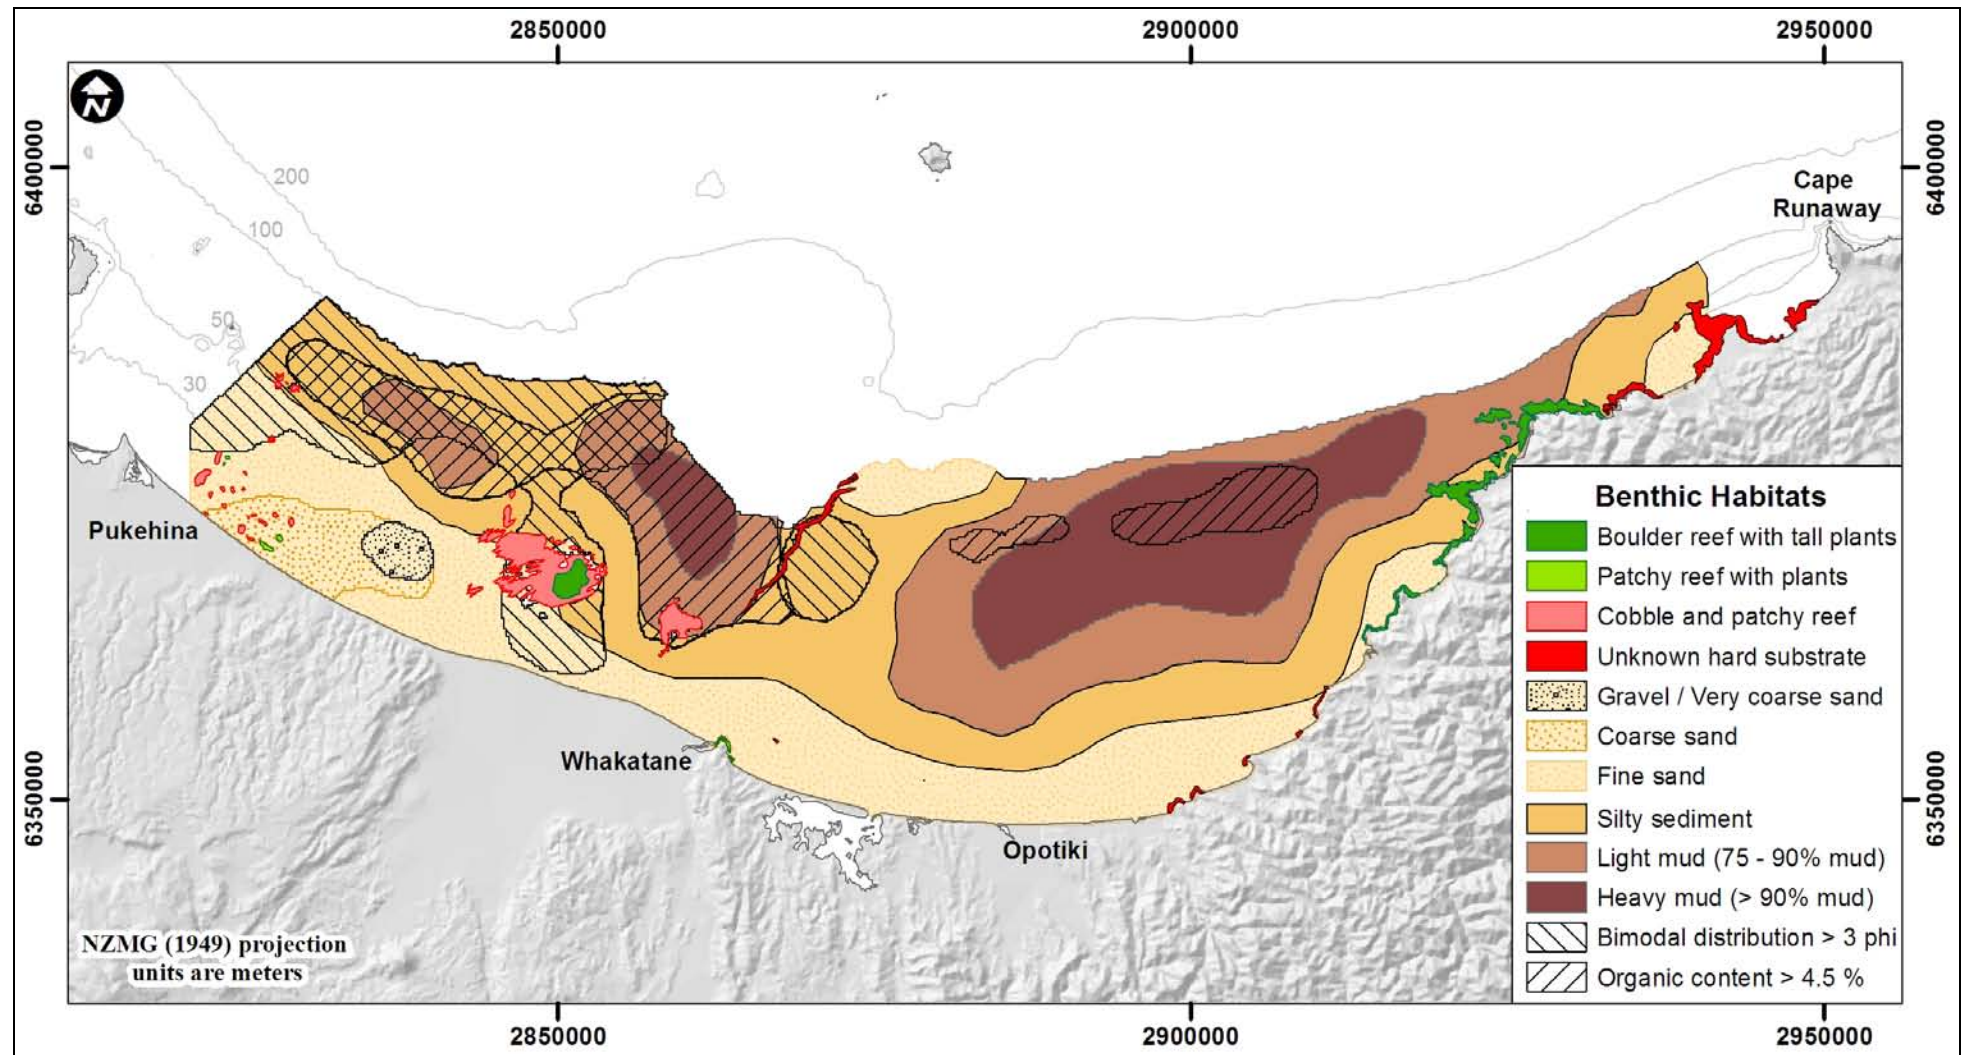 2850000
2900000
2950000
N
6400000
6400000
200
100
50
30
Cape
Runaway
Pukehina
Whakatane
Opotiki
6350000
6350000
Benthic Habitats
Boulder reef with tall plants
Patchy reef with plants
Cobble and patchy reef
Unknown hard substrate
Gravel / Very coarse sand
Coarse sand
Fine sand
Silty sediment
Light mud (75 - 90% mud)
Heavy mud (> 90% mud)
Bimodal distribution > 3 phi
Organic content > 4.5 %
NZMG (1949) projection
units are meters
2850000
2900000
2950000